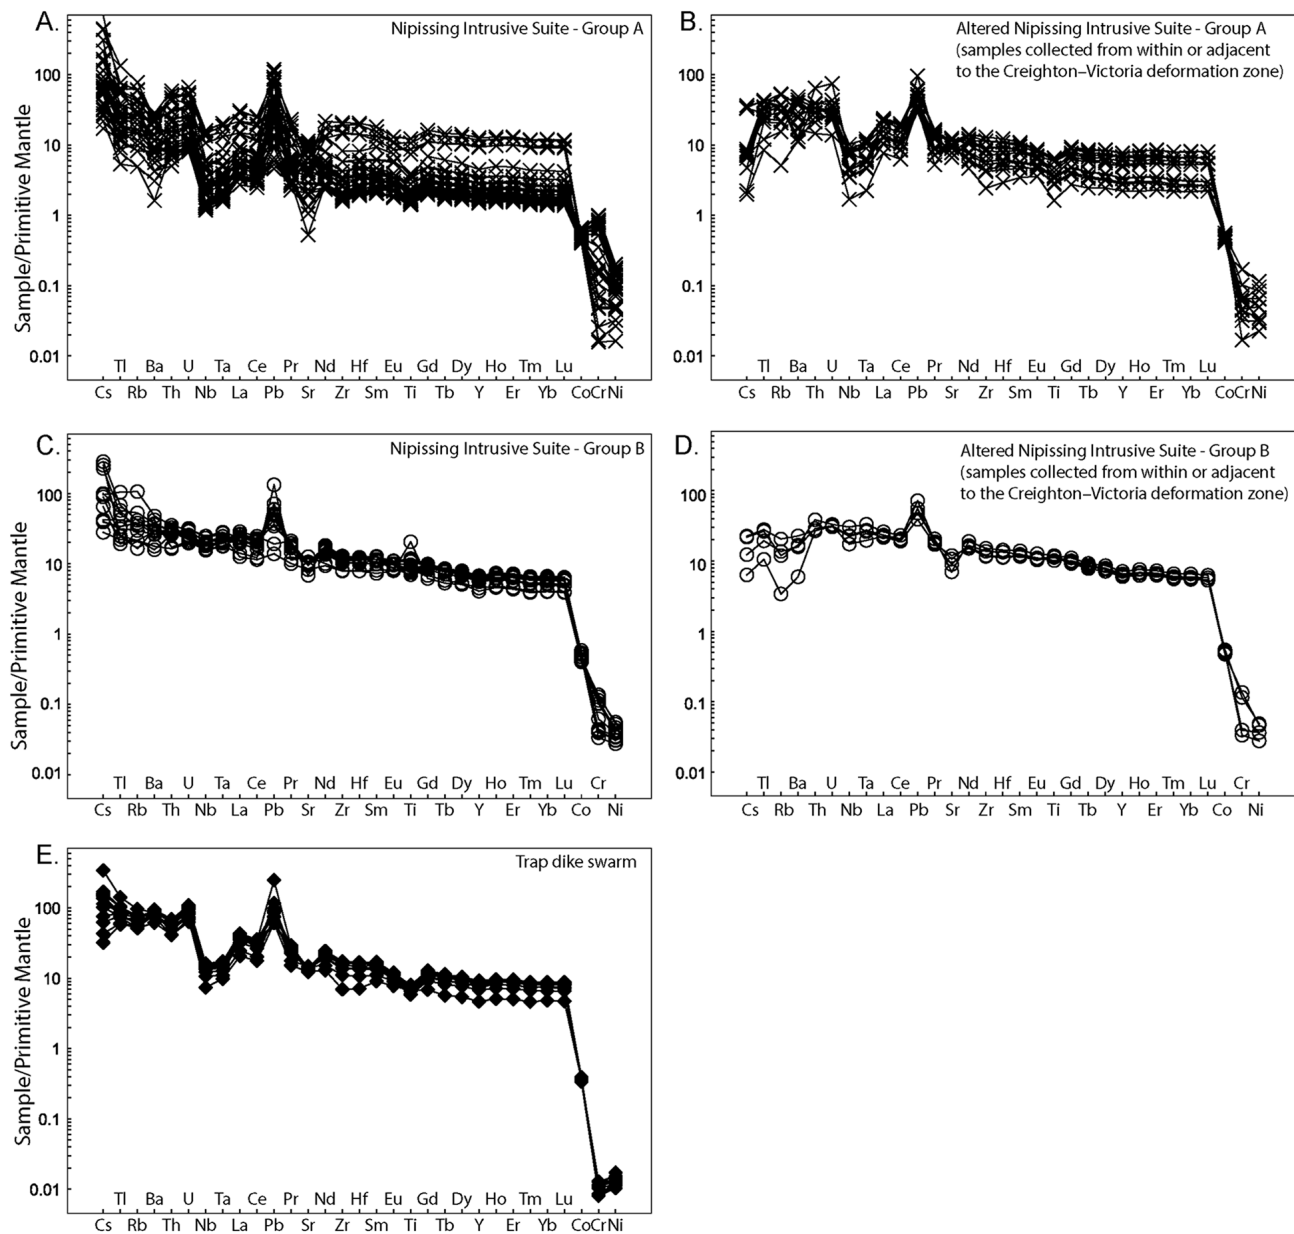 A.
Nipissing Intrusive Suite - Group A
Sample/Primitive Mantle
100
10
1
0.1
0.01
Tl Ba U Ta Ce Pr Nd Hf Eu Gd Dy Ho Tm Lu
Cs Rb Th Nb La Pb Sr Zr Sm Ti Tb Y Er Yb Co Cr Ni
B.
Altered Nipissing Intrusive Suite - Group A
(samples collected from within or adjacent
to the Creighton–Victoria deformation zone)
100
10
1
0.1
0.01
Tl Ba U Ta Ce Pr Nd Hf Eu Gd Dy Ho Tm Lu
Cs Rb Th Nb La Pb Sr Zr Sm Ti Tb Y Er Yb Co Cr Ni
C.
Nipissing Intrusive Suite - Group B
Sample/Primitive Mantle
100
10
1
0.1
0.01
Tl Ba U Ta Ce Pr Nd Hf Eu Gd Dy Ho Tm Lu Cr
Cs Rb Th Nb La Pb Sr Zr Sm Ti Tb Y Er Yb Co Ni
D.
Altered Nipissing Intrusive Suite - Group B
(samples collected from within or adjacent
to the Creighton–Victoria deformation zone)
100
10
1
0.1
0.01
Tl Ba U Ta Ce Pr Nd Hf Eu Gd Dy Ho Tm Lu Cr
Cs Rb Th Nb La Pb Sr Zr Sm Ti Tb Y Er Yb Co Ni
E.
Trap dike swarm
Sample/Primitive Mantle
100
10
1
0.1
0.01
Tl Ba U Ta Ce Pr Nd Hf Eu Gd Dy Ho Tm Lu
Cs Rb Th Nb La Pb Sr Zr Sm Ti Tb Y Er Yb Co Cr Ni